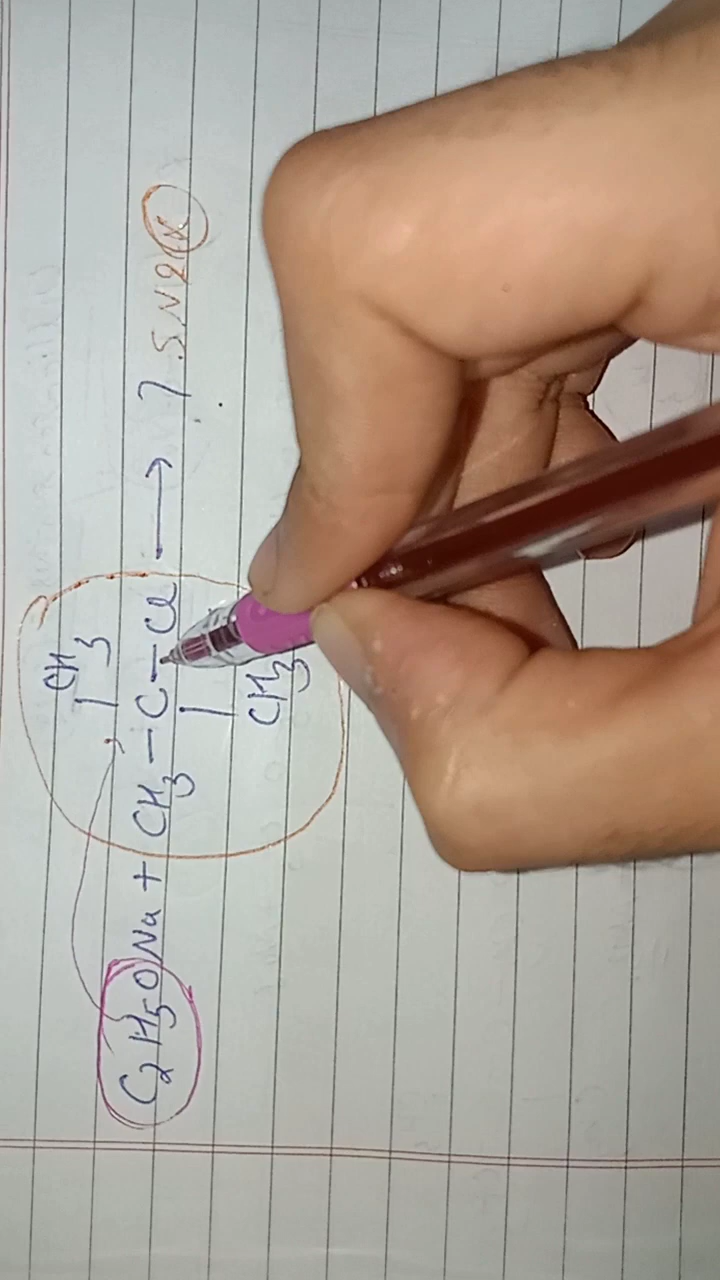 CH3
C2H5ONa + CH3 — C — Cl → ?
SN2 (X)
CH3